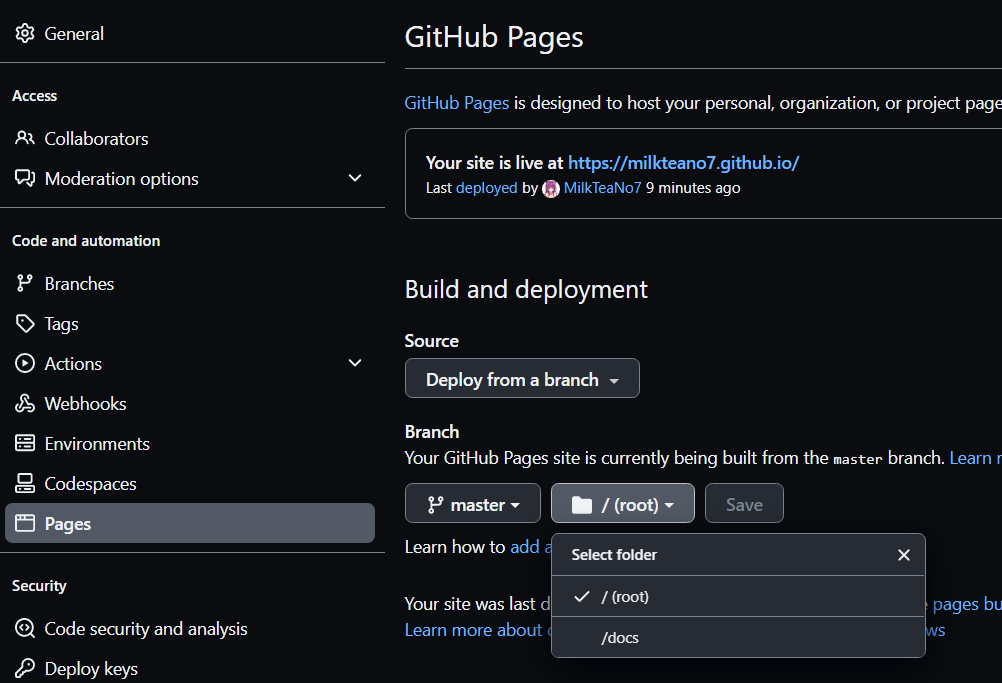 General
Access
Collaborators
Moderation options
Code and automation
Branches
Tags
Actions
Webhooks
Environments
Codespaces
Pages
Security
Code security and analysis
Deploy keys
GitHub Pages
GitHub Pages is designed to host your personal, organization, or project page
Your site is live at https://milkteano7.github.io/
Last deployed by MilkTeaNo7 9 minutes ago
Build and deployment
Source
Deploy from a branch
Branch
Your GitHub Pages site is currently being built from the master branch. Learn
master / (root) Save
Learn how to add a
Select folder
/ (root)
/docs
Your site was last d pages bu
Learn more about ws